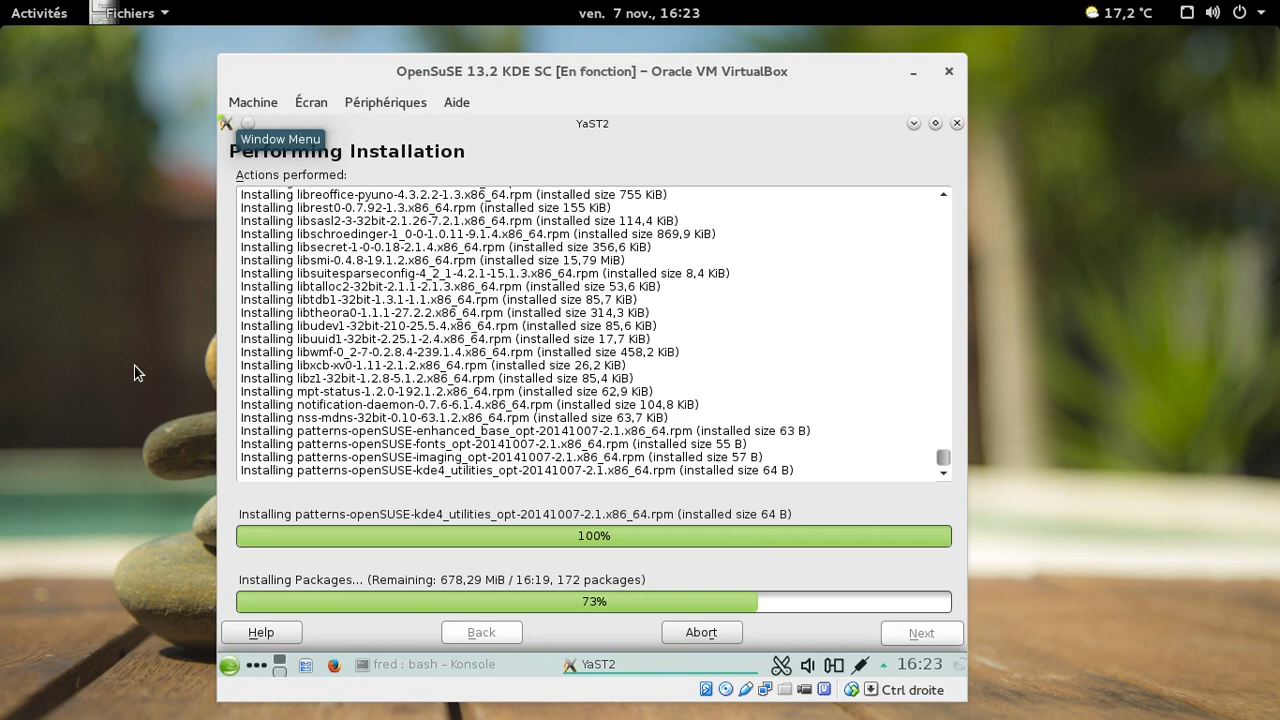 Activités Fichiers ven. 7 nov., 16:23 17,2 °C
OpenSuSE 13.2 KDE SC [En fonction] – Oracle VM VirtualBox
Machine Écran Périphériques Aide
YaST2
Window Menu
Performing Installation
Actions performed:
Installing libreoffice-pyuno-4.3.2.2-1.3.x86_64.rpm (installed size 755 KiB)
Installing librest0-0.7.92-1.3.x86_64.rpm (installed size 155 KiB)
Installing libsasl2-3-32bit-2.1.26-7.2.1.x86_64.rpm (installed size 114,4 KiB)
Installing libschroedinger-1_0-0-1.0.11-9.1.4.x86_64.rpm (installed size 869,9 KiB)
Installing libsecret-1-0-0.18-2.1.4.x86_64.rpm (installed size 356,6 KiB)
Installing libsmi-0.4.8-19.1.2.x86_64.rpm (installed size 15,79 MiB)
Installing libsuitesparseconfig-4_2_1-4.2.1-15.1.3.x86_64.rpm (installed size 8,4 KiB)
Installing libtalloc2-32bit-2.1.1-2.1.3.x86_64.rpm (installed size 53,6 KiB)
Installing libtdb1-32bit-1.3.1-1.1.x86_64.rpm (installed size 85,7 KiB)
Installing libtheora0-1.1.1-27.2.2.x86_64.rpm (installed size 314,3 KiB)
Installing libudev1-32bit-210-25.5.4.x86_64.rpm (installed size 85,6 KiB)
Installing libuuid1-32bit-2.25.1-2.4.x86_64.rpm (installed size 17,7 KiB)
Installing libwmf-0_2-7-0.2.8.4-239.1.4.x86_64.rpm (installed size 458,2 KiB)
Installing libxcb-xv0-1.11-2.1.2.x86_64.rpm (installed size 26,2 KiB)
Installing libz1-32bit-1.2.8-5.1.2.x86_64.rpm (installed size 85,4 KiB)
Installing mpt-status-1.2.0-192.1.2.x86_64.rpm (installed size 62,9 KiB)
Installing notification-daemon-0.7.6-6.1.4.x86_64.rpm (installed size 104,8 KiB)
Installing nss-mdns-32bit-0.10-63.1.2.x86_64.rpm (installed size 63,7 KiB)
Installing patterns-openSUSE-enhanced_base_opt-20141007-2.1.x86_64.rpm (installed size 63 B)
Installing patterns-openSUSE-fonts_opt-20141007-2.1.x86_64.rpm (installed size 55 B)
Installing patterns-openSUSE-imaging_opt-20141007-2.1.x86_64.rpm (installed size 57 B)
Installing patterns-openSUSE-kde4_utilities_opt-20141007-2.1.x86_64.rpm (installed size 64 B)
Installing patterns-openSUSE-kde4_utilities_opt-20141007-2.1.x86_64.rpm (installed size 64 B)
100%
Installing Packages... (Remaining: 678,29 MiB / 16:19, 172 packages)
73%
Help Back Abort Next
fred : bash – Konsole YaST2 16:23
Ctrl droite